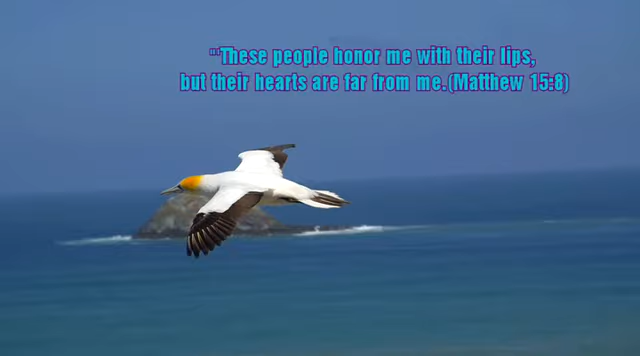 "'These people honor me with their lips,
but their hearts are far from me.(Matthew 15:8)